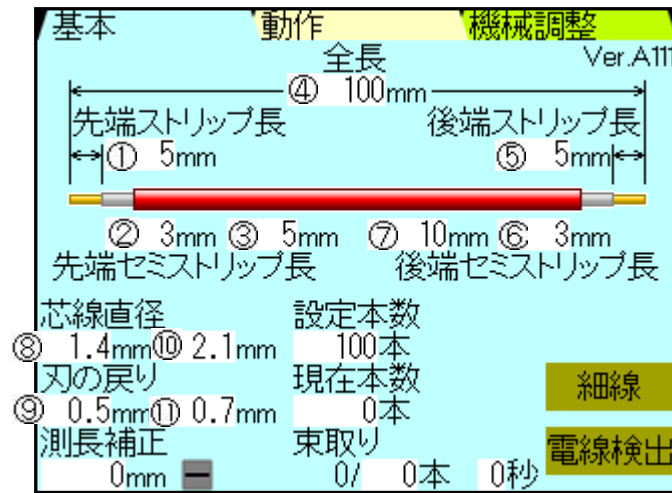 基本 動作 機械調整
全長 Ver.A111
④ 100mm
先端ストリップ長 後端ストリップ長
① 5mm ⑤ 5mm
② 3mm ③ 5mm ⑦ 10mm ⑥ 3mm
先端セミストリップ長 後端セミストリップ長
芯線直径 設定本数
⑧ 1.4mm ⑩ 2.1mm 100本
刃の戻り 現在本数 細線
⑨ 0.5mm ⑪ 0.7mm 0本
測長補正 束取り 電線検出
0mm ー 0/ 0本 0秒